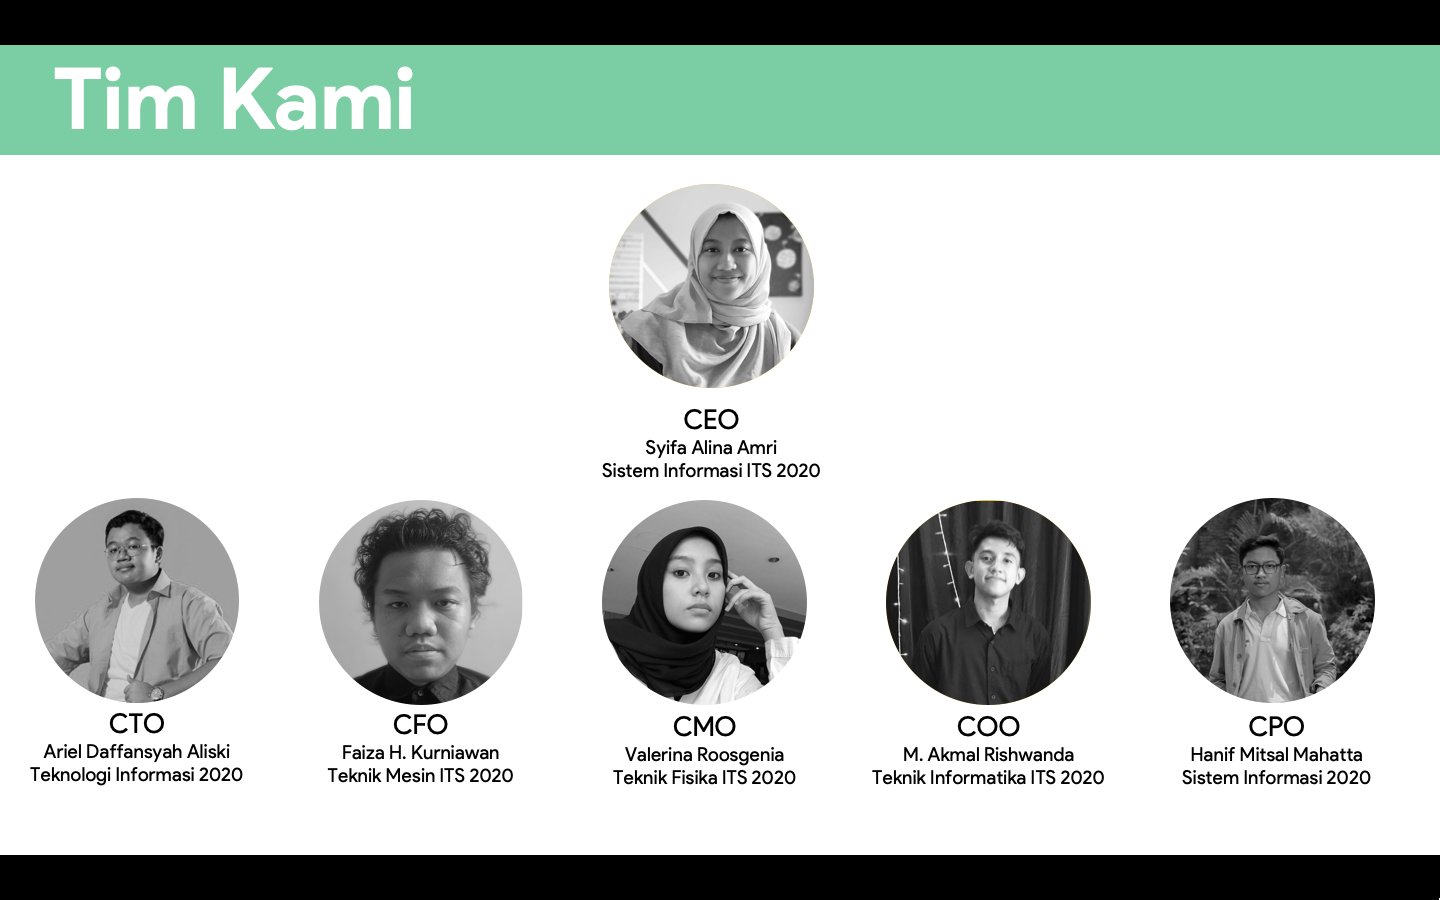 Tim Kami
CEO
Syifa Alina Amri
Sistem Informasi ITS 2020
CTO
Ariel Daffansyah Aliski
Teknologi Informasi 2020
CFO
Faiza H. Kurniawan
Teknik Mesin ITS 2020
CMO
Valerina Roosgenia
Teknik Fisika ITS 2020
COO
M. Akmal Rishwanda
Teknik Informatika ITS 2020
CPO
Hanif Mitsal Mahatta
Sistem Informasi 2020